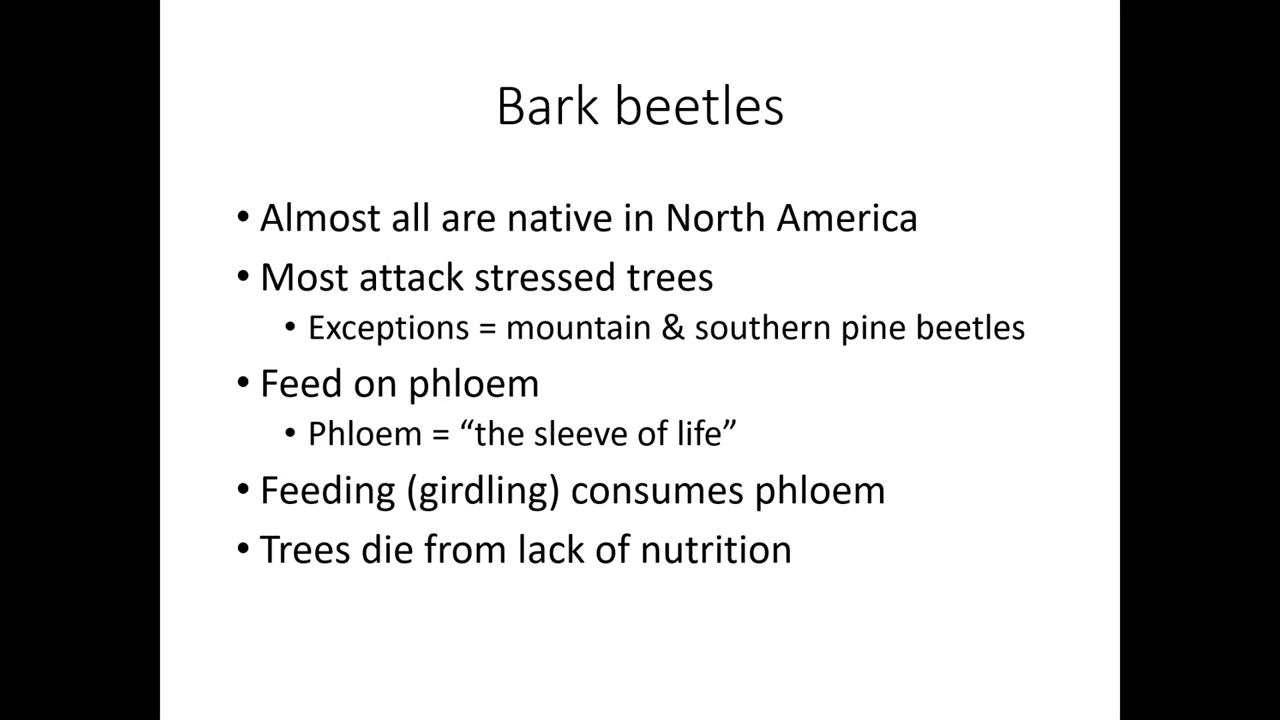 Bark beetles
• Almost all are native in North America
• Most attack stressed trees
• Exceptions = mountain & southern pine beetles
• Feed on phloem
• Phloem = “the sleeve of life”
• Feeding (girdling) consumes phloem
• Trees die from lack of nutrition